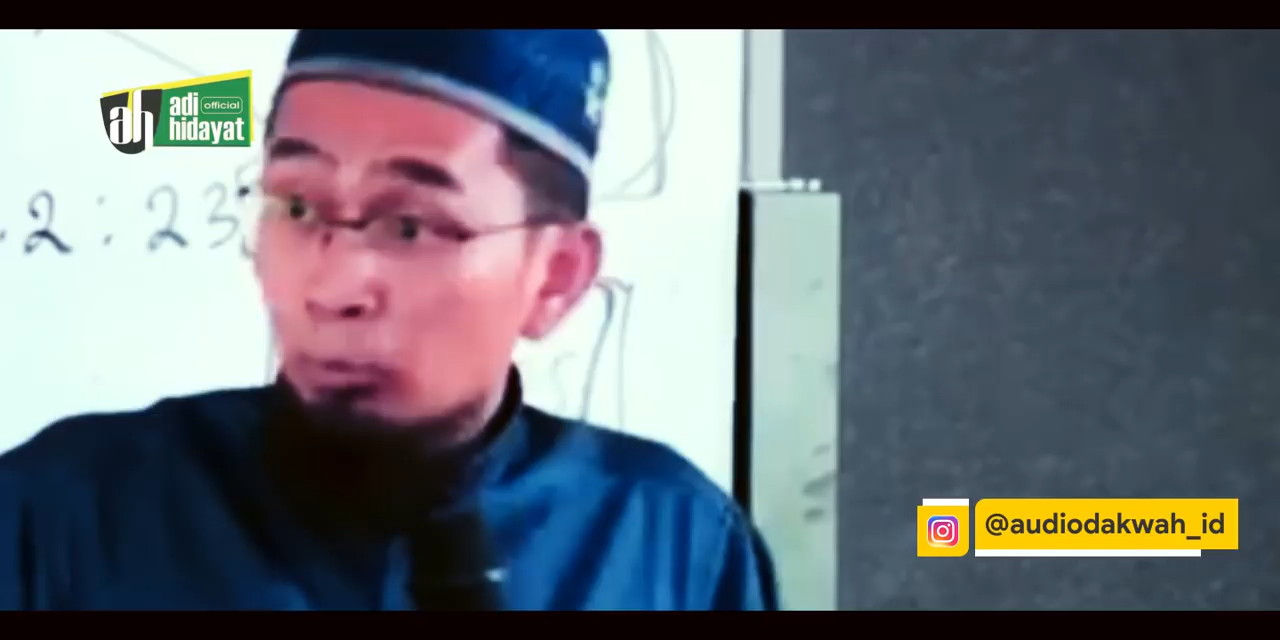 ah
adi official
hidayat
2:23
@audiodakwah_id